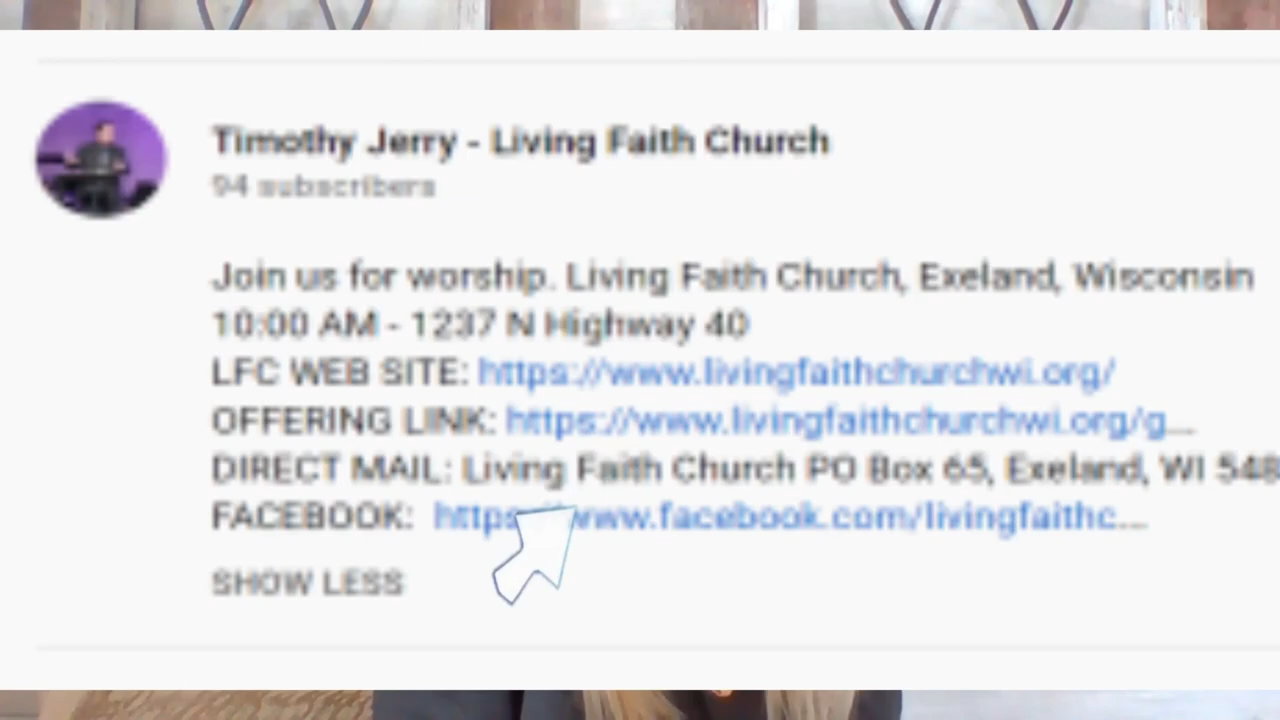 Timothy Jerry - Living Faith Church
94 subscribers
Join us for worship. Living Faith Church, Exeland, Wisconsin
10:00 AM - 1237 N Highway 40
LFC WEB SITE: https://www.livingfaithchurchwi.org/
OFFERING LINK: https://www.livingfaithchurchwi.org/g...
DIRECT MAIL: Living Faith Church PO Box 65, Exeland, WI 548
FACEBOOK: https://www.facebook.com/livingfaithc...
SHOW LESS